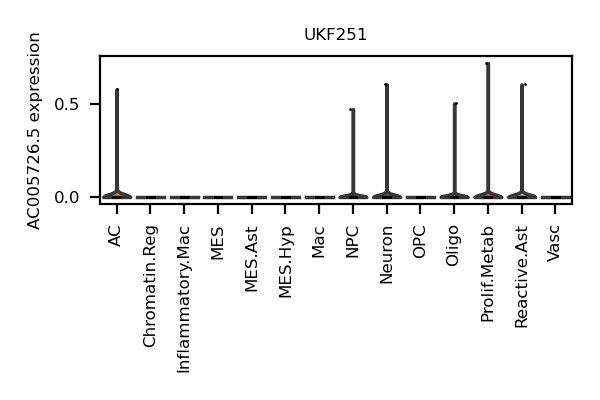 UKF251
AC005726.5 expression
0.5
0.0
AC
Chromatin.Reg
Inflammatory.Mac
MES
MES.Ast
MES.Hyp
Mac
NPC
Neuron
OPC
Oligo
Prolif.Metab
Reactive.Ast
Vasc